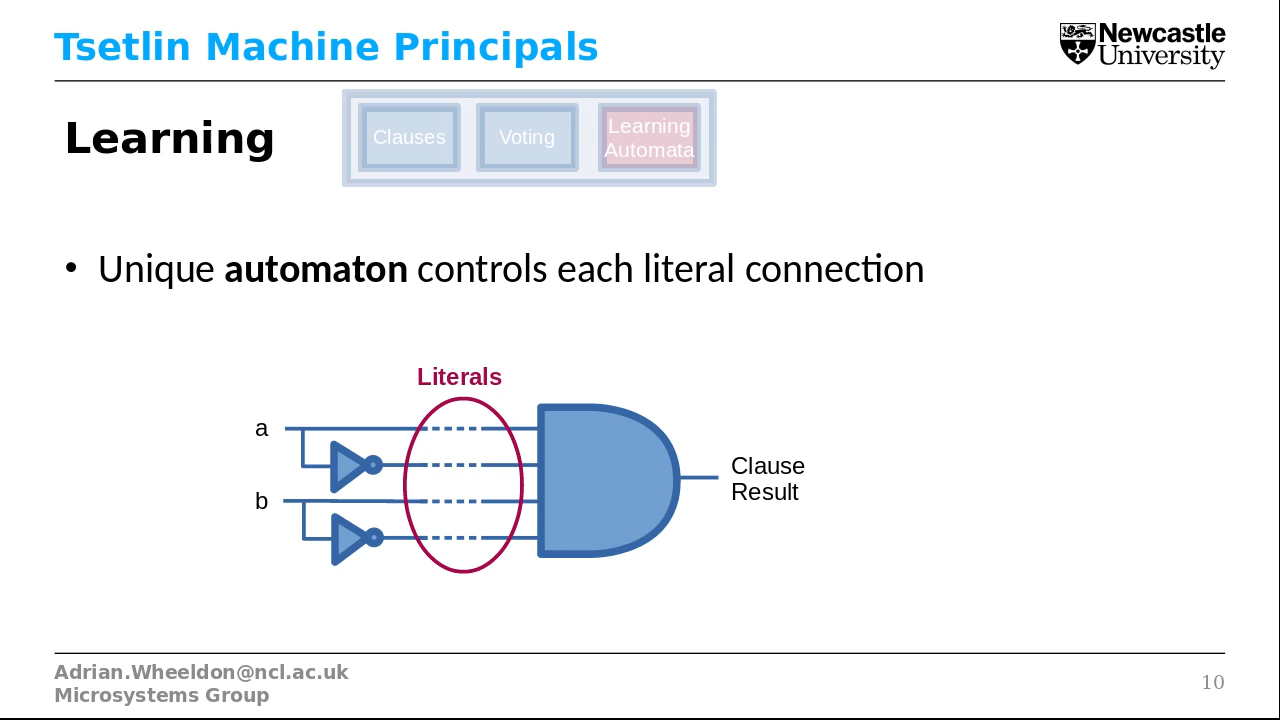 Tsetlin Machine Principals
Newcastle
University
Learning
Clauses
Voting
Learning
Automata
• Unique automaton controls each literal connection
Literals
a
b
Clause
Result
Adrian.Wheeldon@ncl.ac.uk
Microsystems Group
10